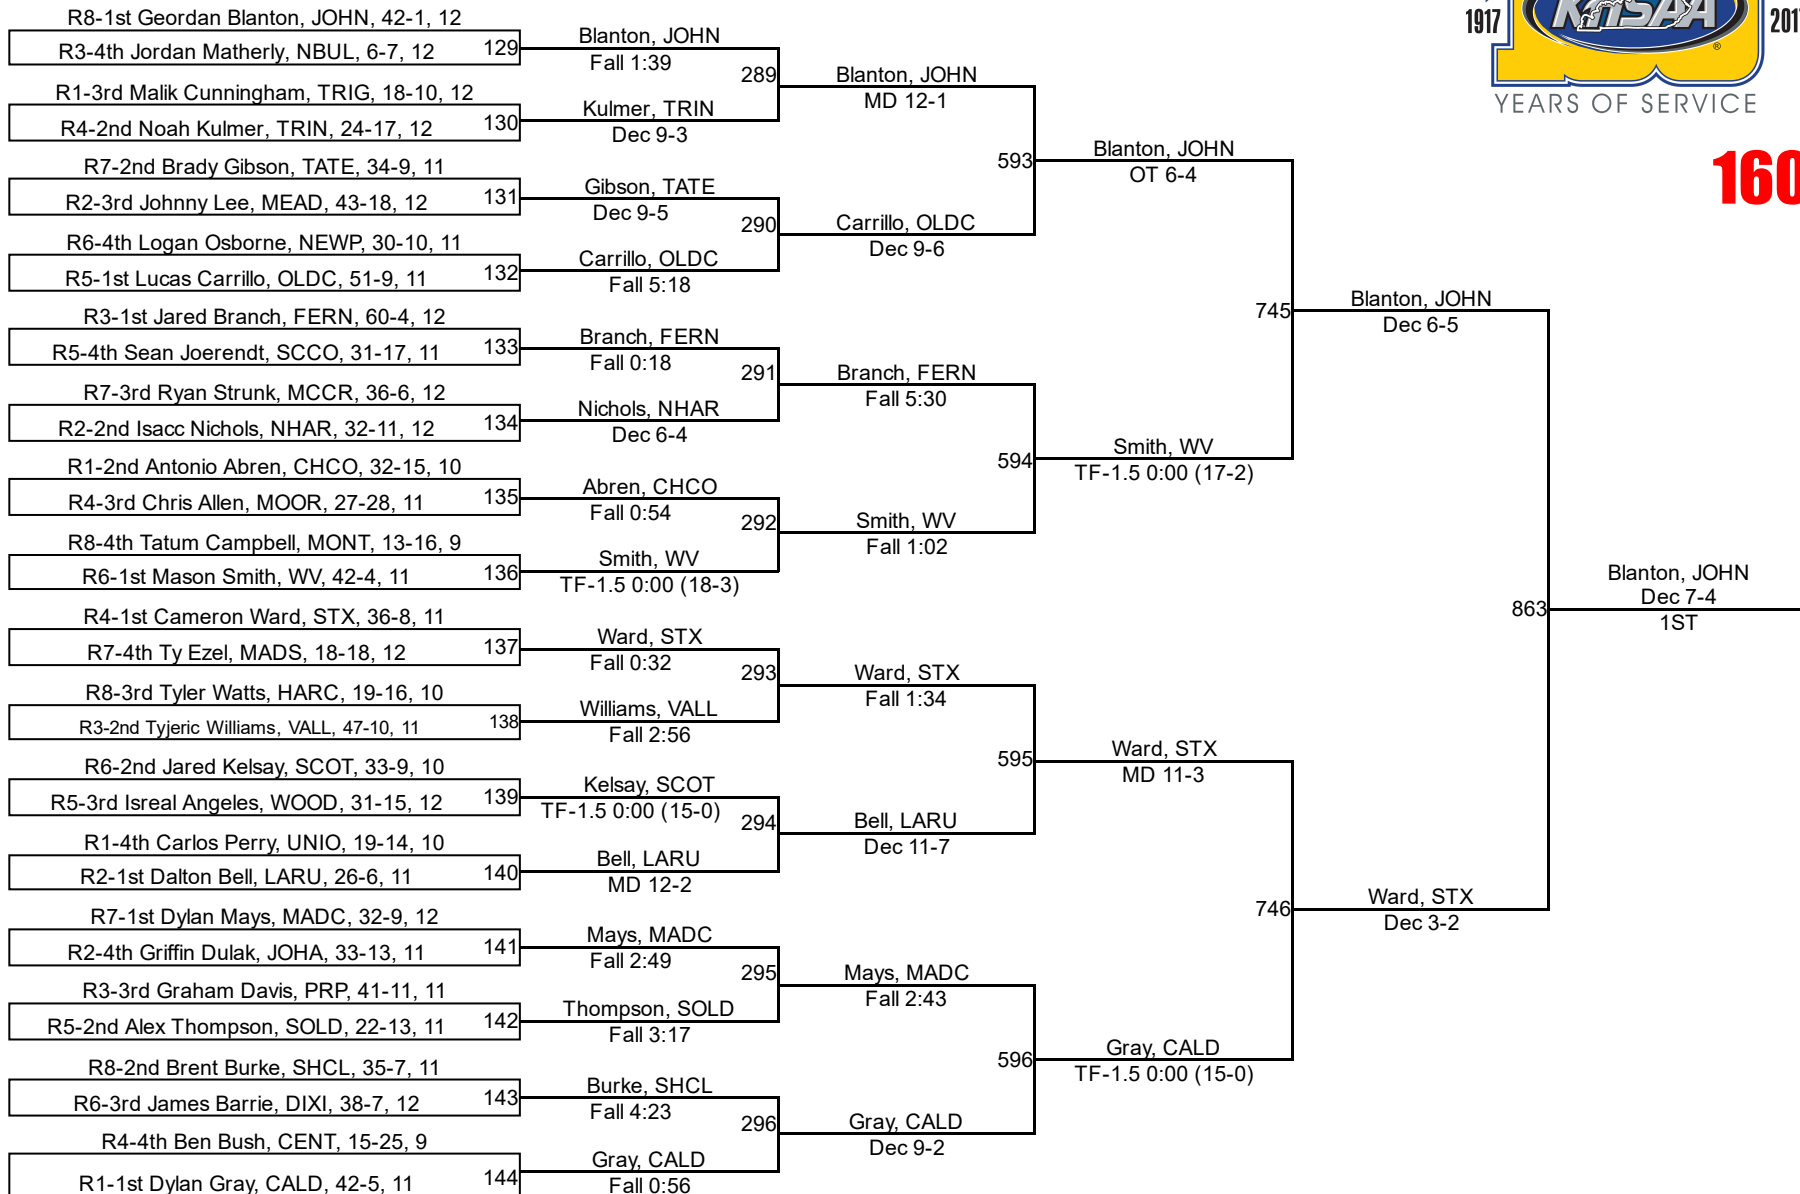 R8-1st Geordan Blanton, JOHN, 42-1, 12
R3-4th Jordan Matherly, NBUL, 6-7, 12
129
R1-3rd Malik Cunningham, TRIG, 18-10, 12
R4-2nd Noah Kulmer, TRIN, 24-17, 12
130
R7-2nd Brady Gibson, TATE, 34-9, 11
R2-3rd Johnny Lee, MEAD, 43-18, 12
131
R6-4th Logan Osborne, NEWP, 30-10, 11
R5-1st Lucas Carrillo, OLDC, 51-9, 11
132
R3-1st Jared Branch, FERN, 60-4, 12
R5-4th Sean Joerendt, SCCO, 31-17, 11
133
R7-3rd Ryan Strunk, MCCR, 36-6, 12
R2-2nd Isacc Nichols, NHAR, 32-11, 12
134
R1-2nd Antonio Abren, CHCO, 32-15, 10
R4-3rd Chris Allen, MOOR, 27-28, 11
135
R8-4th Tatum Campbell, MONT, 13-16, 9
R6-1st Mason Smith, WV, 42-4, 11
136
R4-1st Cameron Ward, STX, 36-8, 11
R7-4th Ty Ezel, MADS, 18-18, 12
137
R8-3rd Tyler Watts, HARC, 19-16, 10
R3-2nd Tyjeric Williams, VALL, 47-10, 11
138
R6-2nd Jared Kelsay, SCOT, 33-9, 10
R5-3rd Isreal Angeles, WOOD, 31-15, 12
139
R1-4th Carlos Perry, UNIO, 19-14, 10
R2-1st Dalton Bell, LARU, 26-6, 11
140
R7-1st Dylan Mays, MADC, 32-9, 12
R2-4th Griffin Dulak, JOHA, 33-13, 11
141
R3-3rd Graham Davis, PRP, 41-11, 11
R5-2nd Alex Thompson, SOLD, 22-13, 11
142
R8-2nd Brent Burke, SHCL, 35-7, 11
R6-3rd James Barrie, DIXI, 38-7, 12
143
R4-4th Ben Bush, CENT, 15-25, 9
R1-1st Dylan Gray, CALD, 42-5, 11
144
Blanton, JOHN
Fall 1:39
289
Kulmer, TRIN
Dec 9-3
Gibson, TATE
Dec 9-5
290
Carrillo, OLDC
Fall 5:18
Branch, FERN
Fall 0:18
291
Nichols, NHAR
Dec 6-4
Abren, CHCO
Fall 0:54
292
Smith, WV
TF-1.5 0:00 (18-3)
Ward, STX
Fall 0:32
293
Williams, VALL
Fall 2:56
Kelsay, SCOT
TF-1.5 0:00 (15-0)
294
Bell, LARU
MD 12-2
Mays, MADC
Fall 2:49
295
Thompson, SOLD
Fall 3:17
Burke, SHCL
Fall 4:23
296
Gray, CALD
Fall 0:56
Blanton, JOHN
MD 12-1
593
Carrillo, OLDC
Dec 9-6
Branch, FERN
Fall 5:30
594
Smith, WV
Fall 1:02
Ward, STX
Fall 1:34
595
Bell, LARU
Dec 11-7
Mays, MADC
Fall 2:43
596
Gray, CALD
Dec 9-2
Blanton, JOHN
OT 6-4
745
Smith, WV
TF-1.5 0:00 (17-2)
Ward, STX
MD 11-3
746
Gray, CALD
TF-1.5 0:00 (15-0)
Blanton, JOHN
Dec 6-5
863
Ward, STX
Dec 3-2
Blanton, JOHN
Dec 7-4
1ST
1917
KHSAA
®
201
YEARS OF SERVICE
160